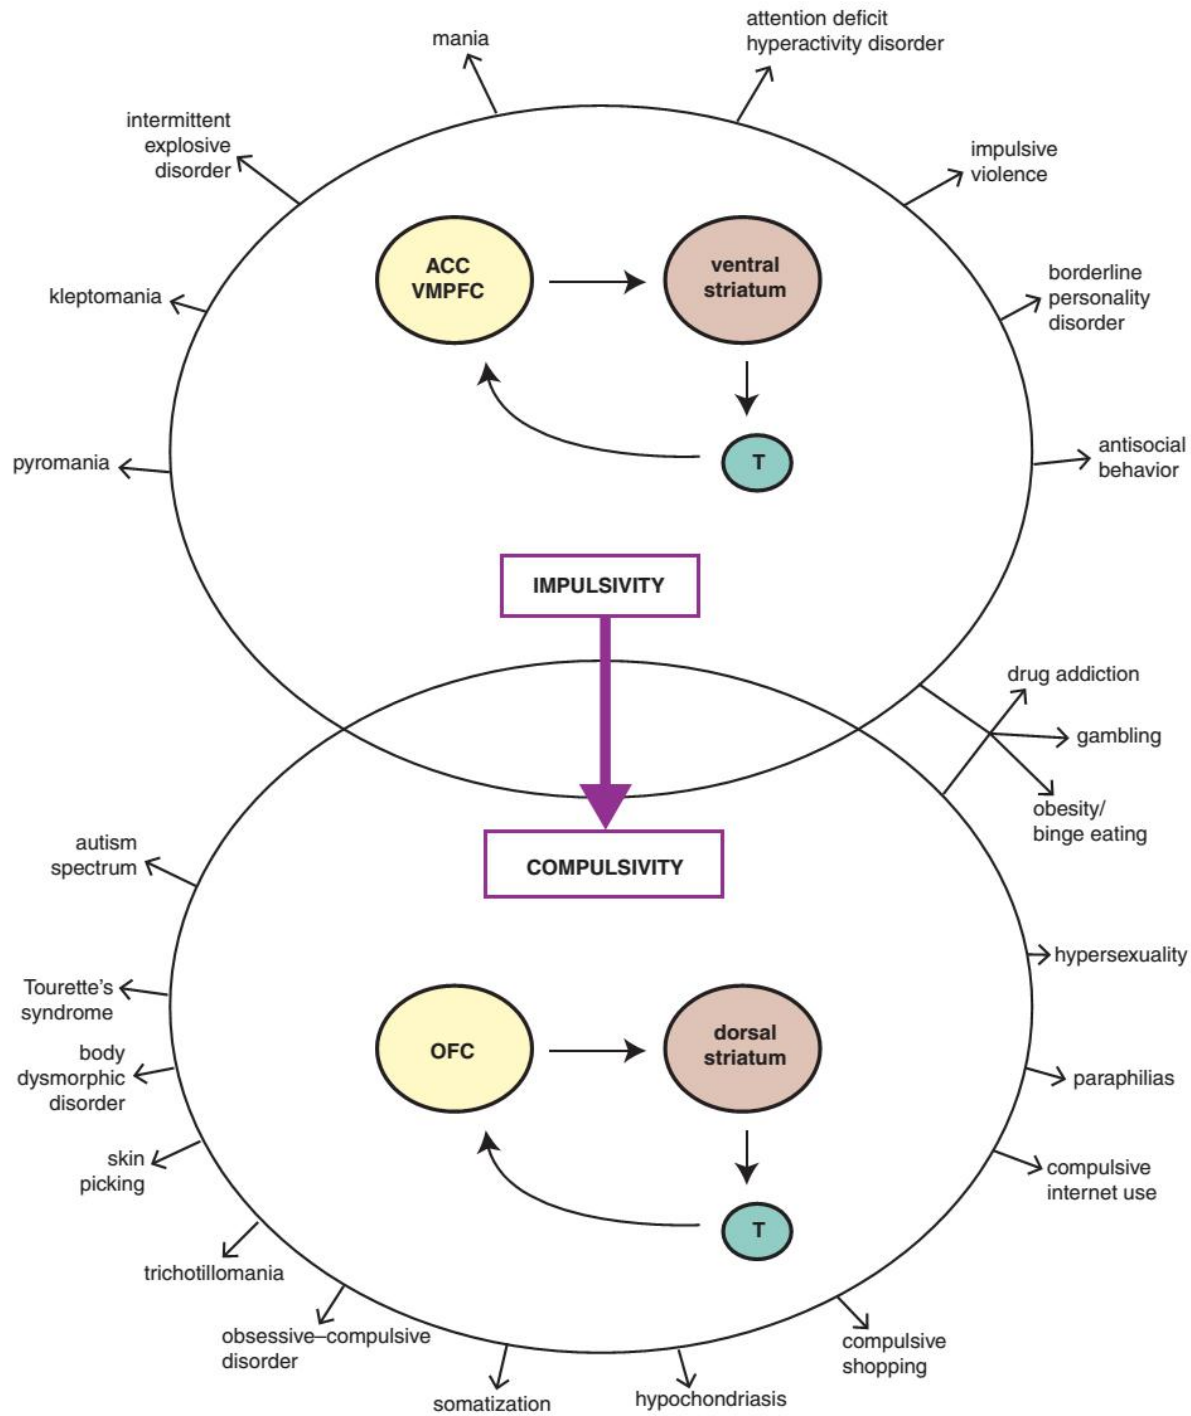 attention deficit
hyperactivity disorder
mania
intermittent
explosive
disorder
impulsive
violence
ACC
VMPFC
ventral
striatum
borderline
personality
disorder
kleptomania
pyromania
T
antisocial
behavior
IMPULSIVITY
drug addiction
gambling
obesity/
binge eating
autism
spectrum
COMPULSIVITY
hypersexuality
Tourette's
syndrome
OFC
dorsal
striatum
body
dysmorphic
disorder
paraphilias
skin
picking
compulsive
internet use
T
trichotillomania
obsessive–compulsive
disorder
compulsive
shopping
somatization
hypochondriasis